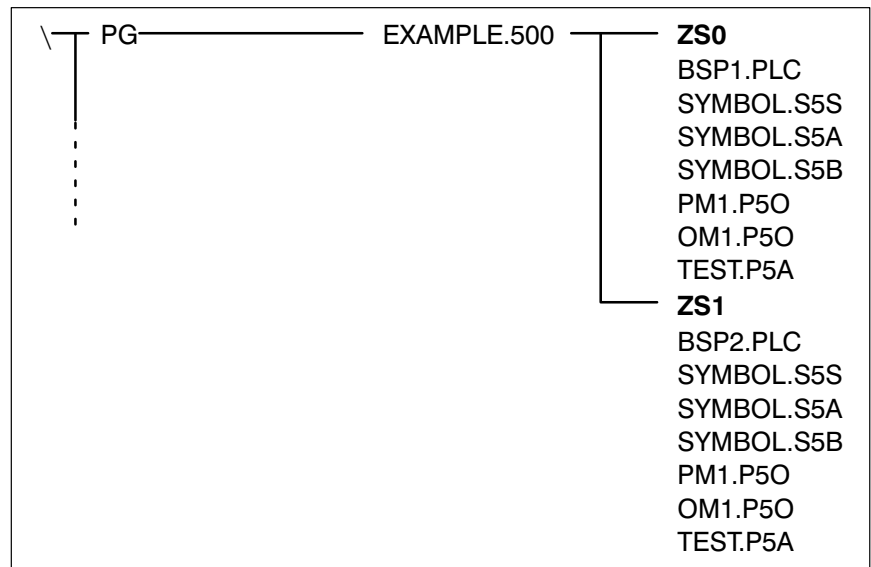 \ PG EXAMPLE.500 ZS0
BSP1.PLC
SYMBOL.S5S
SYMBOL.S5A
SYMBOL.S5B
PM1.P5O
OM1.P5O
TEST.P5A
ZS1
BSP2.PLC
SYMBOL.S5S
SYMBOL.S5A
SYMBOL.S5B
PM1.P5O
OM1.P5O
TEST.P5A